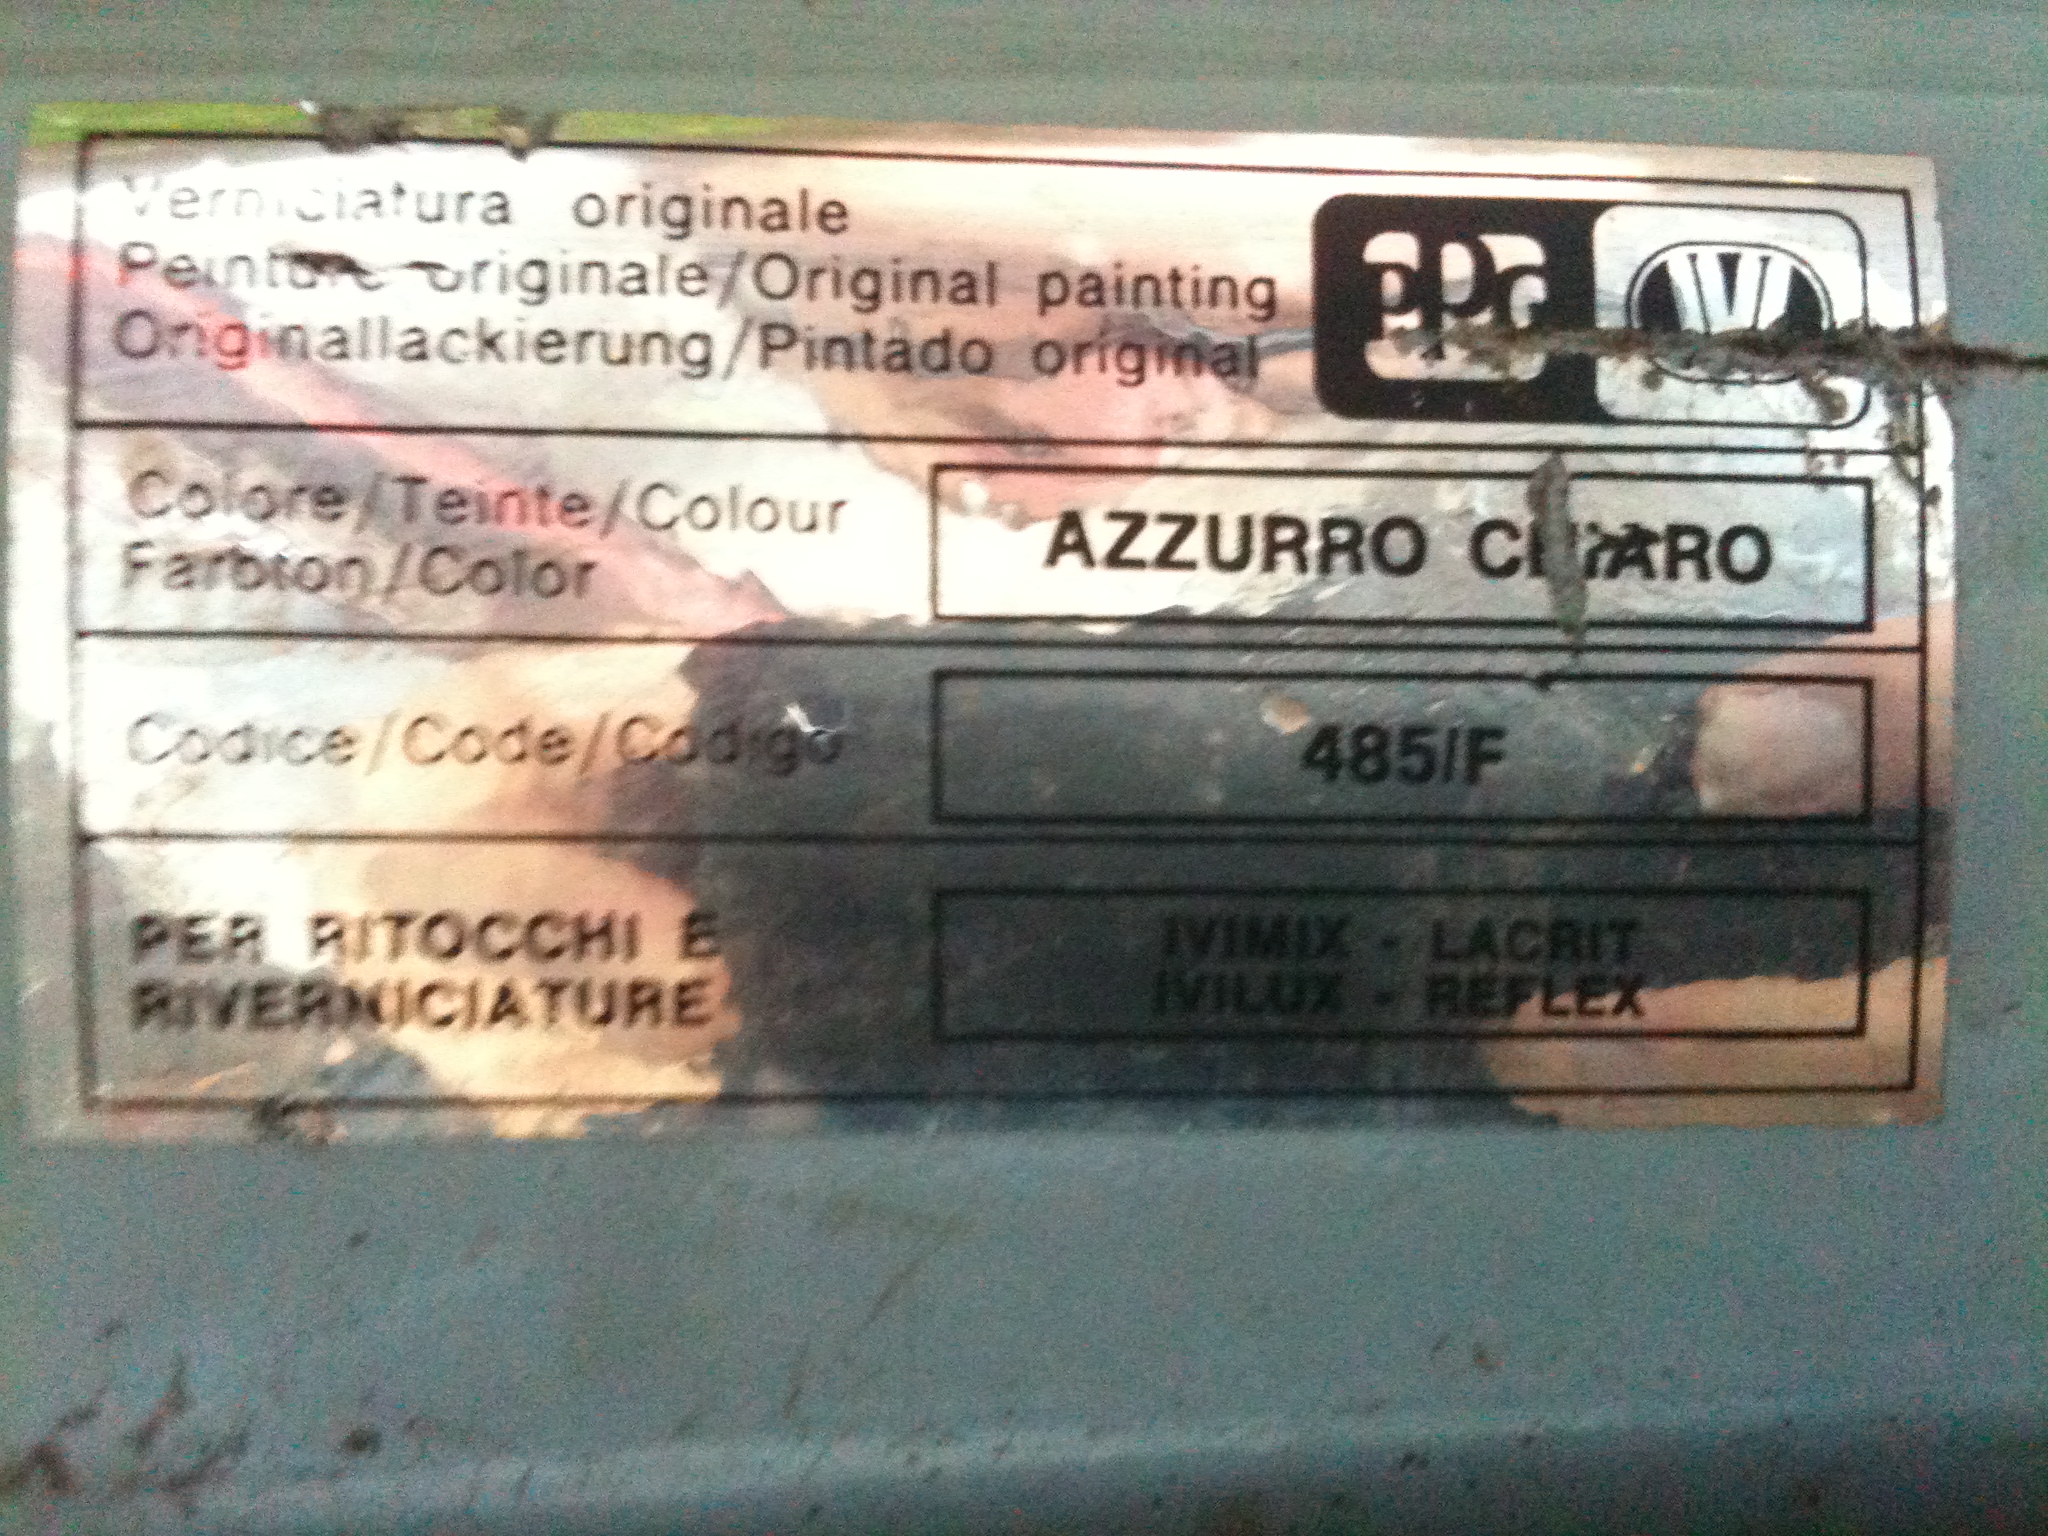 Verniciatura originale
Peinture originale/Original painting
Originallackierung/Pintado original
PPG
Colore/Teinte/Colour
Farbton/Color
AZZURRO CHIARO
Codice/Code/Codigo
485/F
PER RITOCCHI E
RIVERNICIATURE
IVIMIX - LACRIT
IVILUX - REFLEX